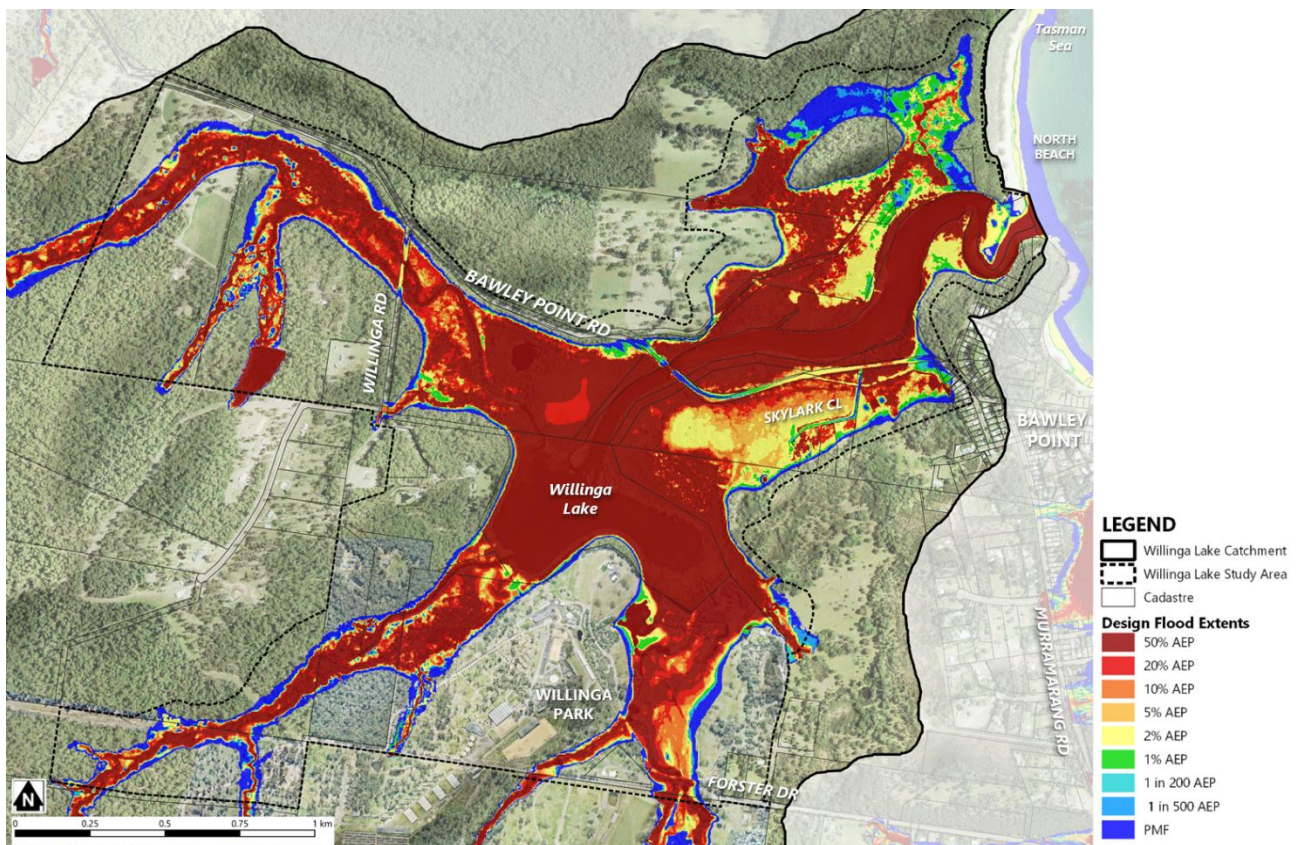 Tasman
Sea
NORTH
BEACH
BAWLEY POINT RD
WILLINGA RD
SKYLARK CL
BAWLEY
POINT
Willinga
Lake
WILLINGA
PARK
MURRAMARANG RD
FORSTER DR
N
0 0.25 0.5 0.75 1 km
LEGEND
Willinga Lake Catchment
Willinga Lake Study Area
Cadastre
Design Flood Extents
50% AEP
20% AEP
10% AEP
5% AEP
2% AEP
1% AEP
1 in 200 AEP
1 in 500 AEP
PMF